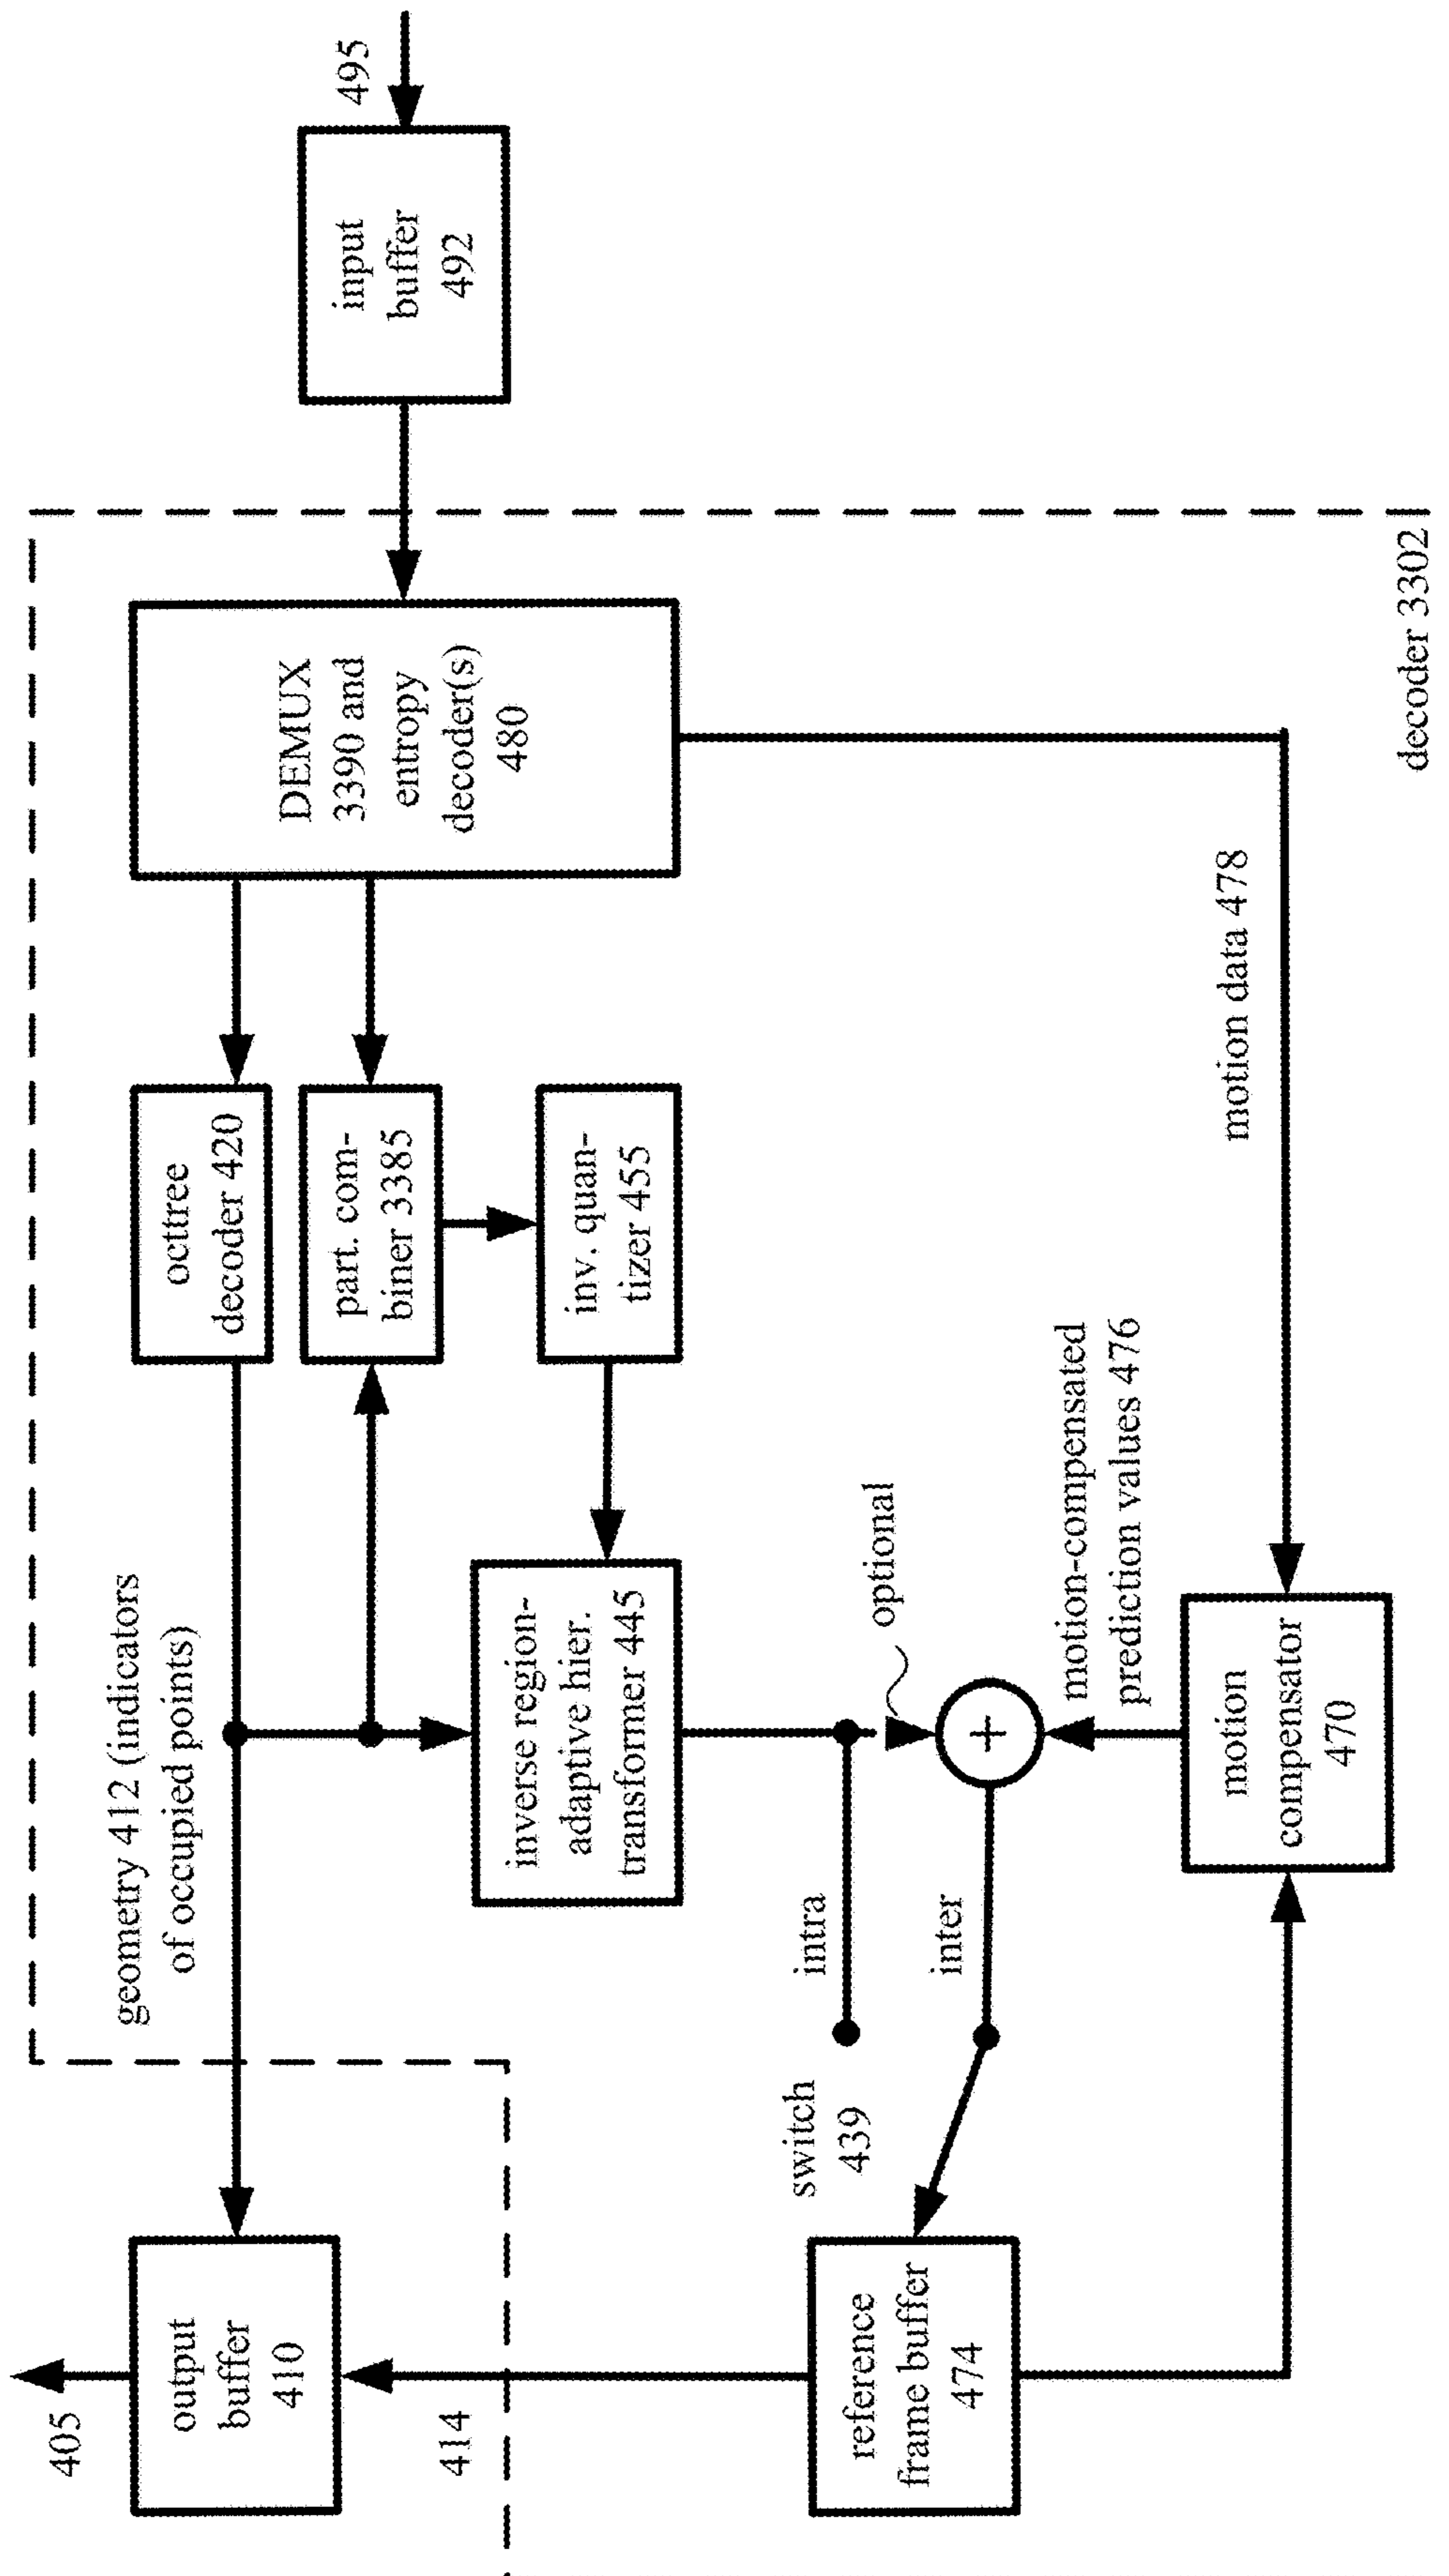 405
output
buffer
410
414
geometry 412 (indicators
of occupied points)
octtree
decoder 420
part. com-
biner 3385
inv. quan-
tizer 455
DEMUX
3390 and
entropy
decoder(s)
480
input
buffer
492
495
inverse region-
adaptive hier.
transformer 445
switch
439
intra
inter
optional
reference
frame buffer
474
motion-compensated
prediction values 476
motion
compensator
470
motion data 478
decoder 3302